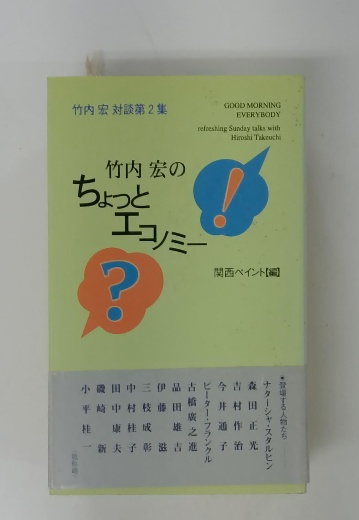 竹内 宏 対談第2集
GOOD MORNING
EVERYBODY
refreshing Sunday talks with
Hiroshi Takeuchi
竹内 宏の
ちょっと
エコノミー
!
?
関西ペイント【編】
●登場する人物たち
ナターシャ・スタルヒン
森田正光
吉村作治
今井通子
ピーター・フランクル
古橋廣之進
品田雄吉
伊藤滋
三枝成彰
中村桂子
田中康夫
磯崎新
小平桂一